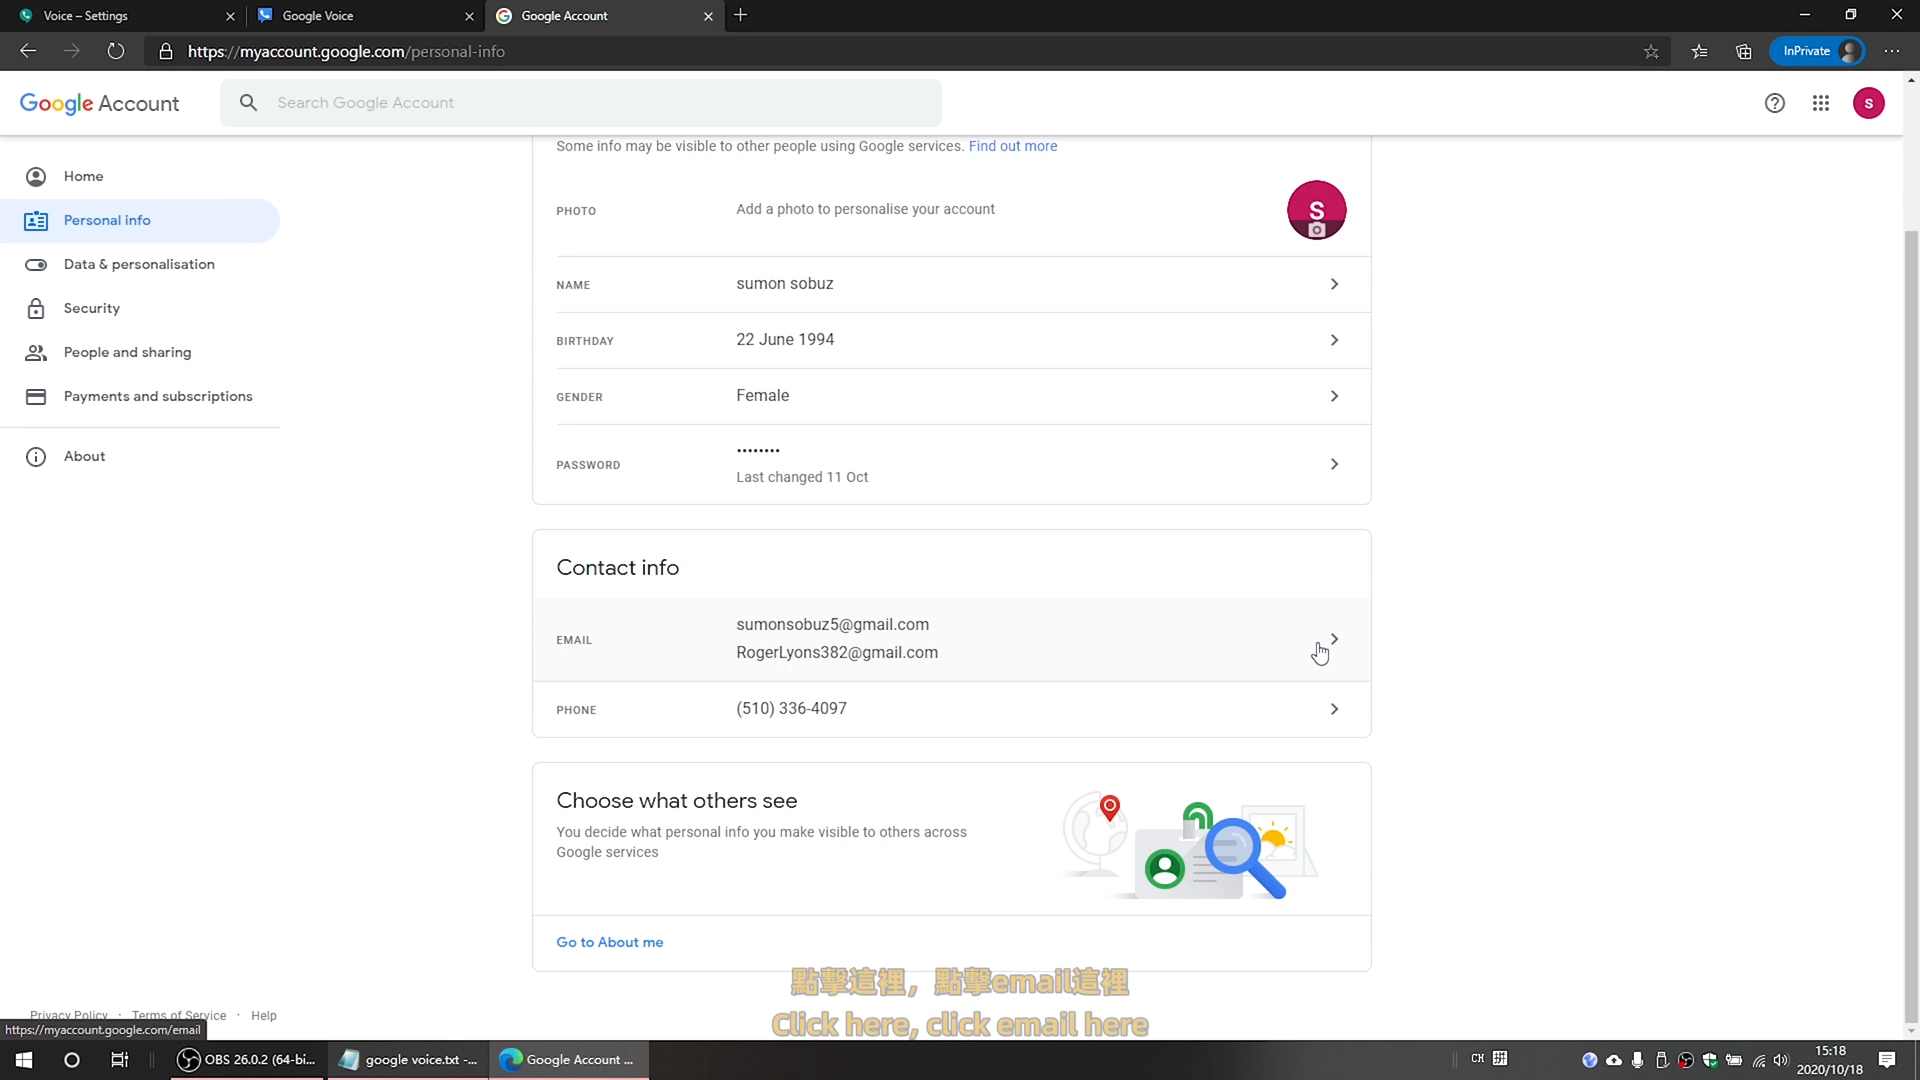 Voice – Settings
Google Voice
Google Account
https://myaccount.google.com/personal-info
InPrivate
Google Account
Search Google Account
S
Some info may be visible to other people using Google services. Find out more
Home
Personal info
Data & personalisation
Security
People and sharing
Payments and subscriptions
About
PHOTO
Add a photo to personalise your account
S
NAME
sumon sobuz
BIRTHDAY
22 June 1994
GENDER
Female
PASSWORD
••••••••
Last changed 11 Oct
Contact info
EMAIL
sumonsobuz5@gmail.com
RogerLyons382@gmail.com
PHONE
(510) 336-4097
Choose what others see
You decide what personal info you make visible to others across
Google services
Go to About me
點擊這裡，點擊email這裡
Click here, click email here
Privacy Policy · Terms of Service · Help
https://myaccount.google.com/email
OBS 26.0.2 (64-bi...
google voice.txt -...
Google Account ...
CH 拼
15:18
2020/10/18